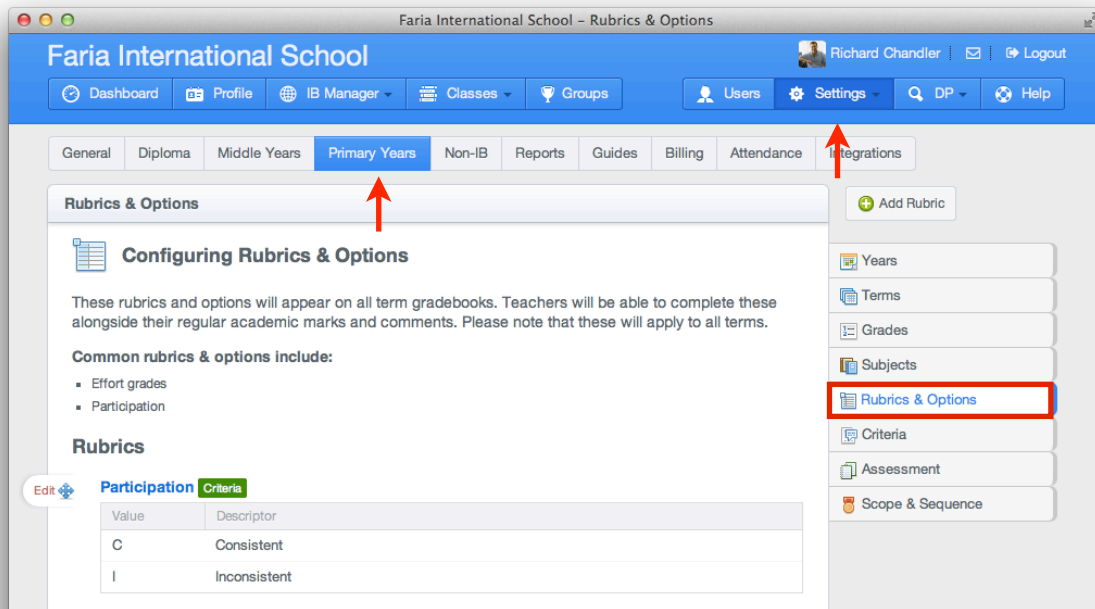 Faria International School – Rubrics & Options
Faria International School
Richard Chandler
Logout
Dashboard
Profile
IB Manager
Classes
Groups
Users
Settings
DP
Help
General
Diploma
Middle Years
Primary Years
Non-IB
Reports
Guides
Billing
Attendance
Integrations
Rubrics & Options
Add Rubric
Configuring Rubrics & Options
These rubrics and options will appear on all term gradebooks. Teachers will be able to complete these
alongside their regular academic marks and comments. Please note that these will apply to all terms.
Common rubrics & options include:
Effort grades
Participation
Rubrics
Edit
Participation Criteria
Value Descriptor
C Consistent
I Inconsistent
Years
Terms
Grades
Subjects
Rubrics & Options
Criteria
Assessment
Scope & Sequence